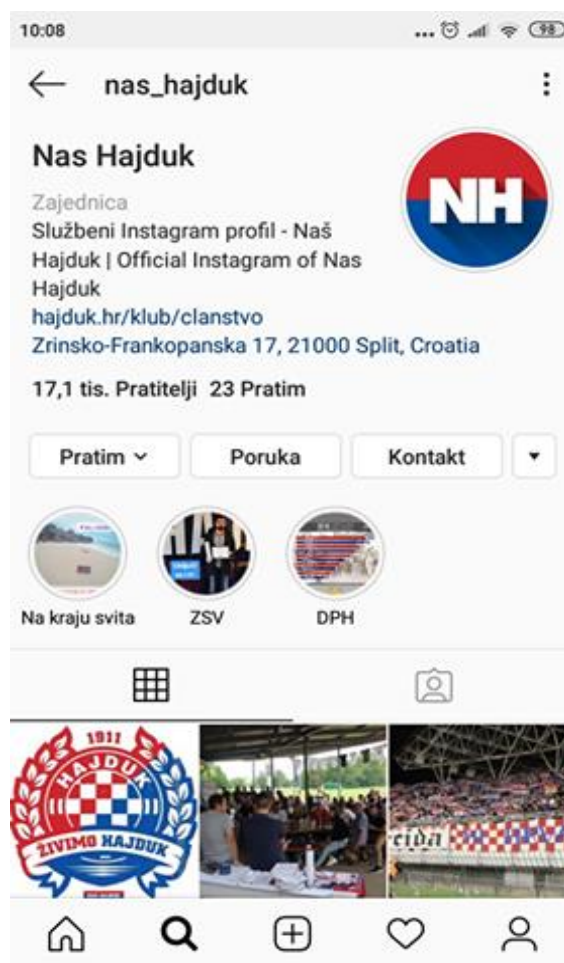 10:08
98
nas_hajduk
Nas Hajduk
NH
Zajednica
Službeni Instagram profil - Naš
Hajduk | Official Instagram of Nas
Hajduk
hajduk.hr/klub/clanstvo
Zrinsko-Frankopanska 17, 21000 Split, Croatia
17,1 tis. Pratitelji 23 Pratim
Pratim
Poruka
Kontakt
Na kraju svita
ZSV
DPH
1911
HAJDUK
ŽIVIMO HAJDUK